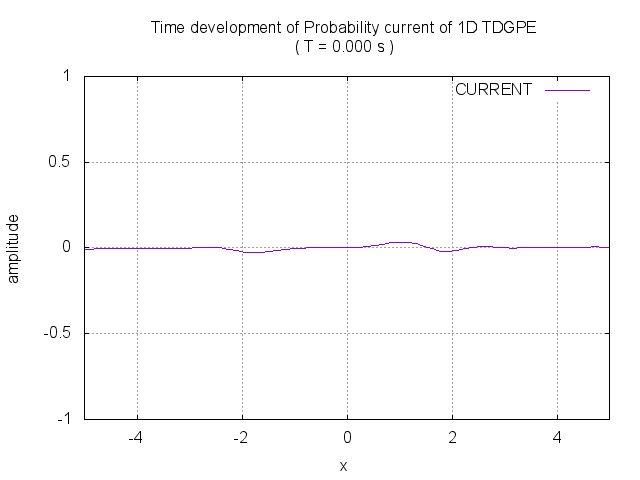 Time development of Probability current of 1D TDGPE
( T = 0.000 s )
CURRENT
1
0.5
0
-0.5
-1
amplitude
-4
-2
0
2
4
x